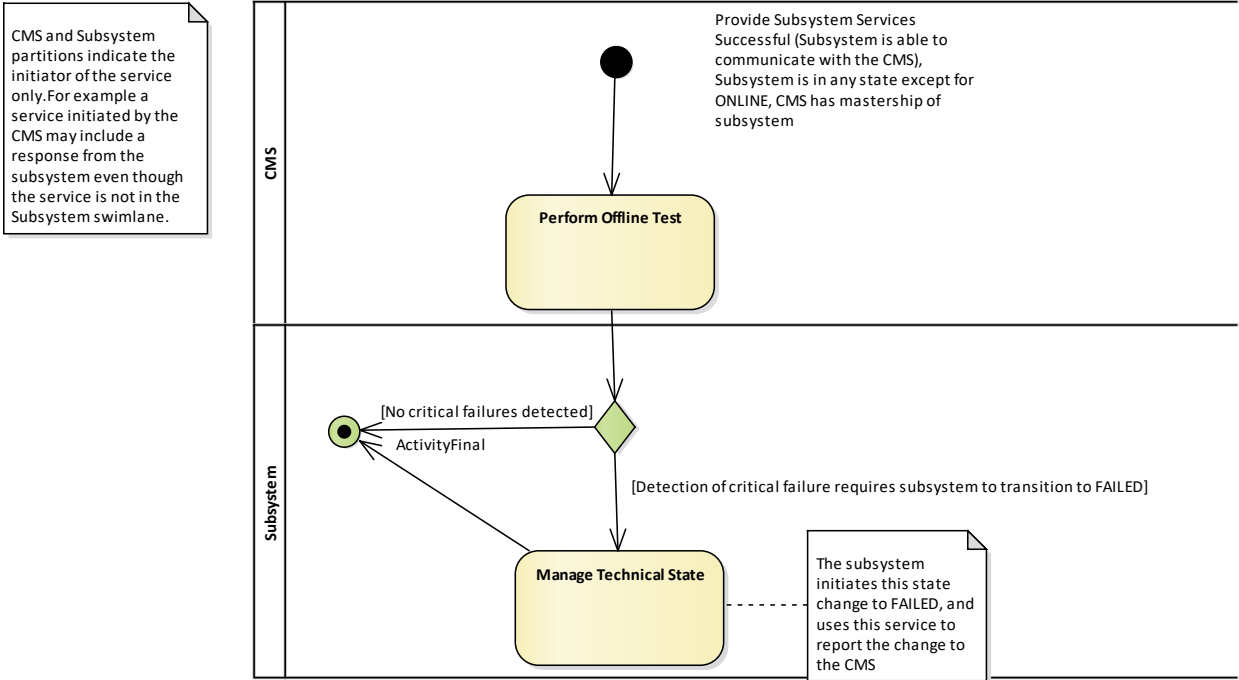 CMS and Subsystem
partitions indicate the
initiator of the service
only.For example a
service initiated by the
CMS may include a
response from the
subsystem even though
the service is not in the
Subsystem swimlane.
CMS
Provide Subsystem Services
Successful (Subsystem is able to
communicate with the CMS),
Subsystem is in any state except for
ONLINE, CMS has mastership of
subsystem
Perform Offline Test
Subsystem
[No critical failures detected]
ActivityFinal
[Detection of critical failure requires subsystem to transition to FAILED]
Manage Technical State
The subsystem
initiates this state
change to FAILED, and
uses this service to
report the change to
the CMS